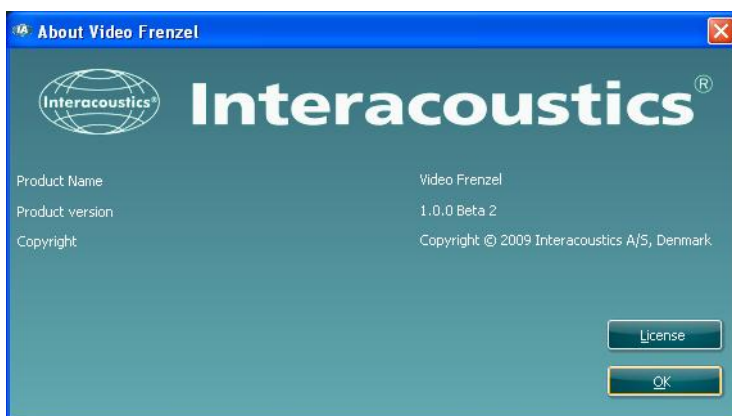 About Video Frenzel
Interacoustics®
Interacoustics®
Product Name Video Frenzel
Product version 1.0.0 Beta 2
Copyright Copyright © 2009 Interacoustics A/S, Denmark
License
OK